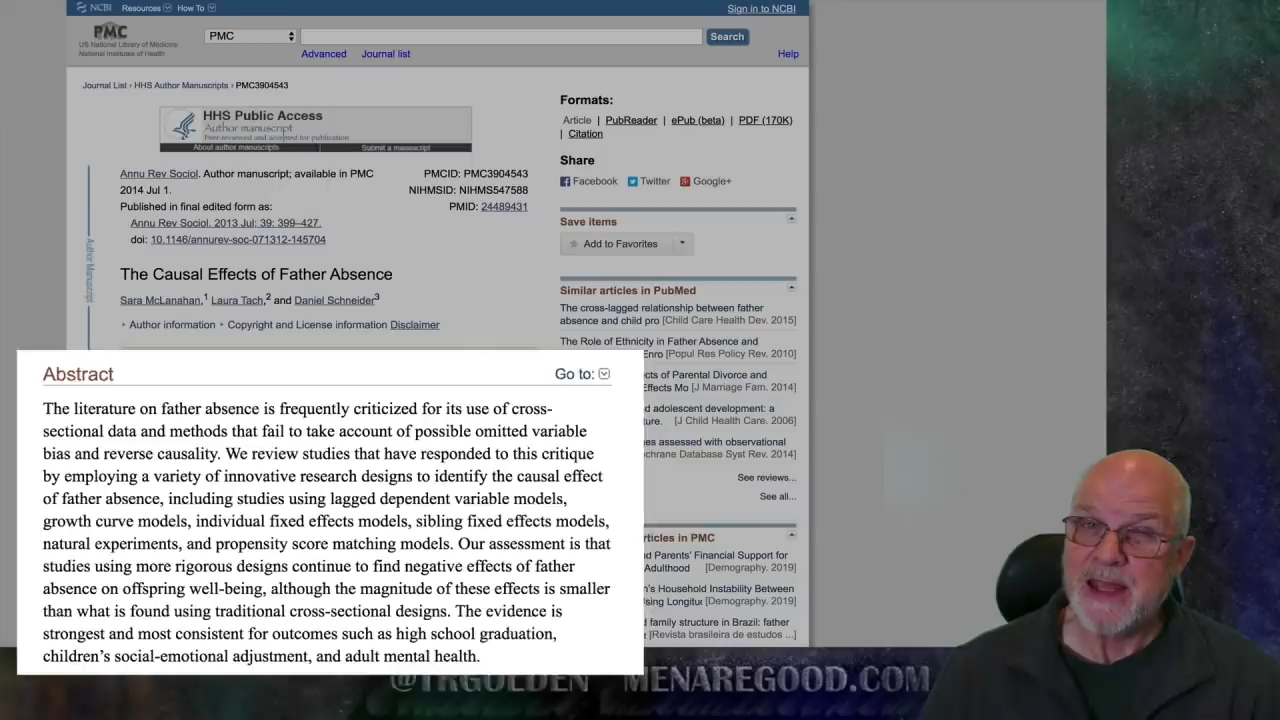 NCBI Resources How To Sign in to NCBI
PMC
US National Library of Medicine
National Institutes of Health
PMC Search
Advanced Journal list Help
Journal List › HHS Author Manuscripts › PMC3904543
HHS Public Access
Author manuscript
Peer-reviewed and accepted for publication
About author manuscripts Submit a manuscript
Author Manuscript
Annu Rev Sociol. Author manuscript; available in PMC
2014 Jul 1.
Published in final edited form as:
Annu Rev Sociol. 2013 Jul; 39: 399–427.
doi: 10.1146/annurev-soc-071312-145704
PMCID: PMC3904543
NIHMSID: NIHMS547588
PMID: 24489431
The Causal Effects of Father Absence
Sara McLanahan,1 Laura Tach,2 and Daniel Schneider3
Author information Copyright and License information Disclaimer
Abstract Go to:
The literature on father absence is frequently criticized for its use of cross-
sectional data and methods that fail to take account of possible omitted variable
bias and reverse causality. We review studies that have responded to this critique
by employing a variety of innovative research designs to identify the causal effect
of father absence, including studies using lagged dependent variable models,
growth curve models, individual fixed effects models, sibling fixed effects models,
natural experiments, and propensity score matching models. Our assessment is that
studies using more rigorous designs continue to find negative effects of father
absence on offspring well-being, although the magnitude of these effects is smaller
than what is found using traditional cross-sectional designs. The evidence is
strongest and most consistent for outcomes such as high school graduation,
children's social-emotional adjustment, and adult mental health.
Formats:
Article | PubReader | ePub (beta) | PDF (170K)
| Citation
Share
Facebook Twitter Google+
Save items
Add to Favorites
Similar articles in PubMed
The cross-lagged relationship between father
absence and child pro [Child Care Health Dev. 2015]
The Role of Ethnicity in Father Absence and
Enro [Popul Res Policy Rev. 2010]
cts of Parental Divorce and
Effects Mo [J Marriage Fam. 2014]
d adolescent development: a
ture. [J Child Health Care. 2006]
es assessed with observational
ochrane Database Syst Rev. 2014]
See reviews...
See all...
rticles in PMC
d Parents' Financial Support for
Adulthood [Demography. 2019]
's Household Instability Between
Using Longitu [Demography. 2019]
d family structure in Brazil: father
[Revista brasileira de estudos ...]
@TRGOLDEN MENAREGOOD.COM